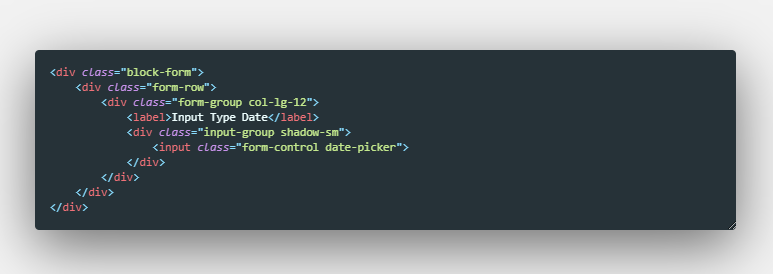 <div class="block-form">
    <div class="form-row">
        <div class="form-group col-lg-12">
            <label>Input Type Date</label>
            <div class="input-group shadow-sm">
                <input class="form-control date-picker">
            </div>
        </div>
    </div>
</div>